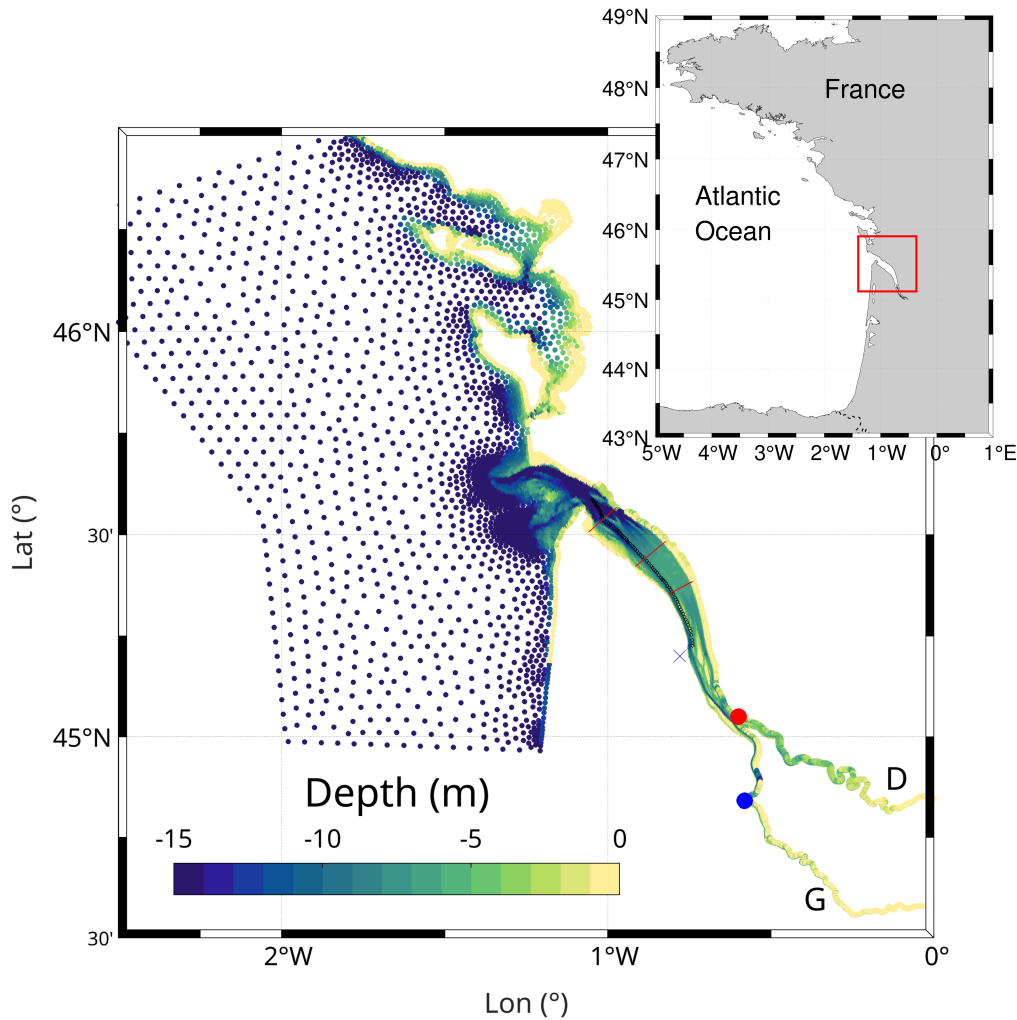 49°N
48°N
47°N
46°N
45°N
44°N
43°N
5°W 4°W 3°W 2°W 1°W 0° 1°E
France
Atlantic
Ocean
46°N
30'
45°N
30'
2°W 1°W 0°
Lat (°)
Lon (°)
Depth (m)
-15 -10 -5 0
D
G